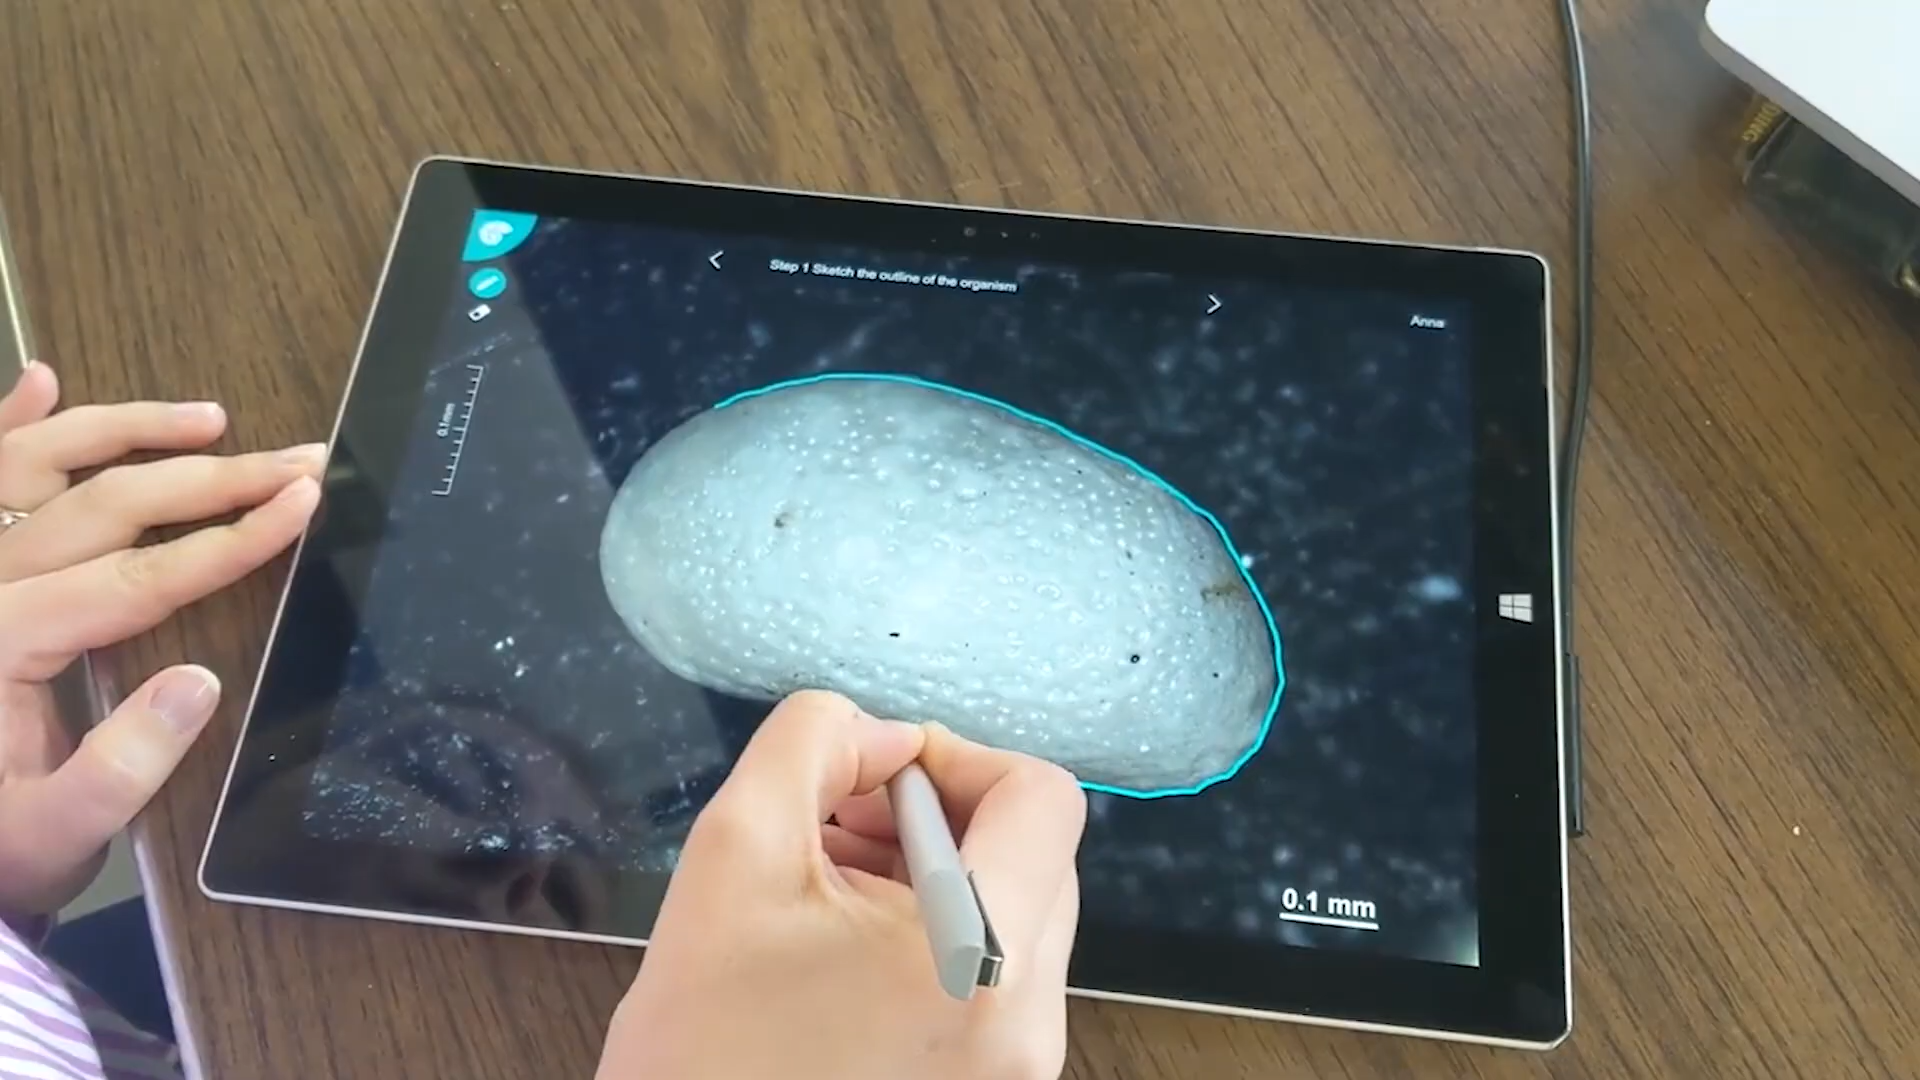 Step 1 Sketch the outline of the organism
Anna
0.1mm
0.1 mm